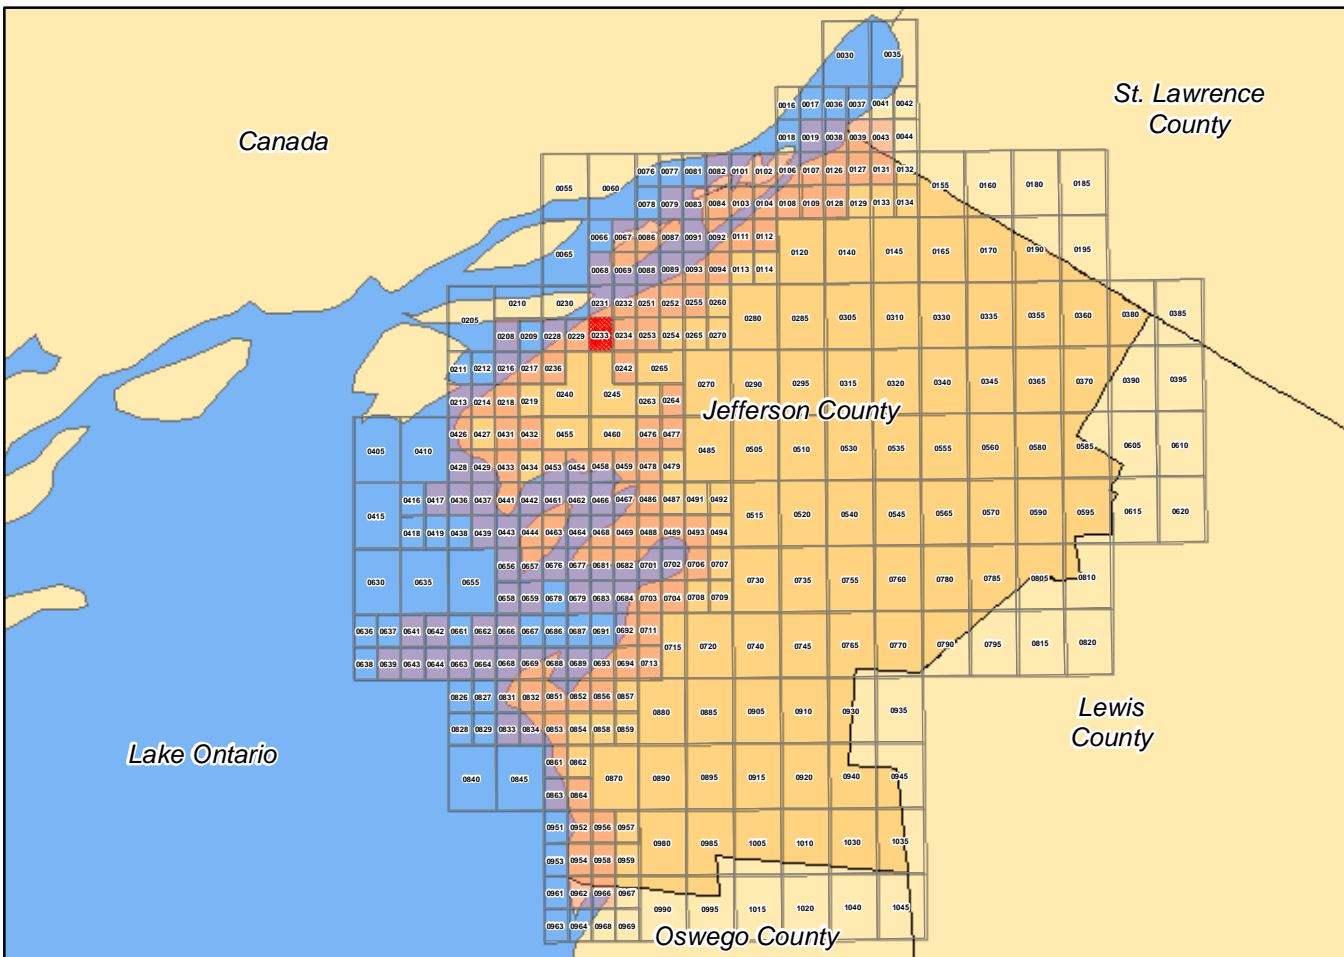 0030 0035
St. Lawrence
County
0016 0017 0036 0037 0041 0042
Canada
0018 0019 0038 0039 0043 0044
0076 0077 0081 0082 0101 0102 0106 0107 0126 0127 0131 0132
0055 0060 0155 0160 0180 0185
0078 0079 0083 0084 0103 0104 0108 0109 0128 0129 0133 0134
0066 0067 0086 0087 0091 0092 0111 0112
0065 0120 0140 0145 0165 0170 0190 0195
0068 0069 0088 0089 0093 0094 0113 0114
0210 0230 0231 0232 0251 0252 0255 0260
0205 0280 0285 0305 0310 0330 0335 0355 0360 0380 0385
0208 0209 0228 0229 0233 0234 0253 0254 0265 0270
0211 0212 0216 0217 0236 0242 0265
0270 0290 0295 0315 0320 0340 0345 0365 0370 0390 0395
0213 0214 0218 0219 0240 0245 0263 0264
Jefferson County
0426 0427 0431 0432 0455 0460 0476 0477
0405 0410 0485 0505 0510 0530 0535 0555 0560 0580 0585 0605 0610
0428 0429 0433 0434 0453 0454 0458 0459 0478 0479
0416 0417 0436 0437 0441 0442 0461 0462 0466 0467 0486 0487 0491 0492
0415 0515 0520 0540 0545 0565 0570 0590 0595 0615 0620
0418 0419 0438 0439 0443 0444 0463 0464 0468 0469 0488 0489 0493 0494
0656 0657 0676 0677 0681 0682 0701 0702 0706 0707
0630 0635 0655 0730 0735 0755 0760 0780 0785 0805 0810
0658 0659 0678 0679 0683 0684 0703 0704 0708 0709
0636 0637 0641 0642 0661 0662 0666 0667 0686 0687 0691 0692 0711
0715 0720 0740 0745 0765 0770 0790 0795 0815 0820
0638 0639 0643 0644 0663 0664 0668 0669 0688 0689 0693 0694 0713
0826 0827 0831 0832 0851 0852 0856 0857
0880 0885 0905 0910 0930 0935
Lewis
County
0828 0829 0833 0834 0853 0854 0858 0859
Lake Ontario
0861 0862
0840 0845 0870 0890 0895 0915 0920 0940 0945
0863 0864
0951 0952 0956 0957
0980 0985 1005 1010 1030 1035
0953 0954 0958 0959
0961 0962 0966 0967
0990 0995 1015 1020 1040 1045
0963 0964 0968 0969
Oswego County